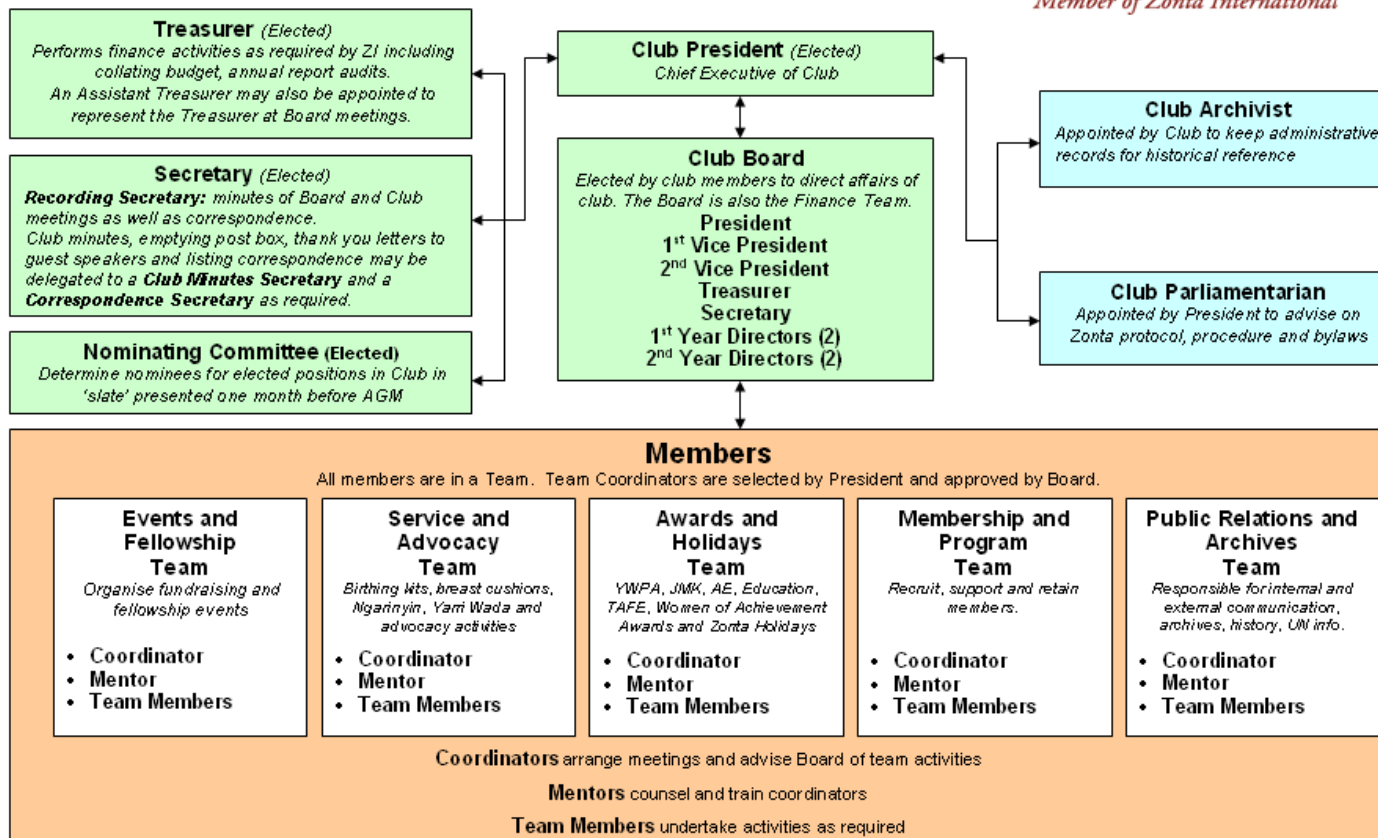 Member of Zonta International
Treasurer (Elected)
Performs finance activities as required by ZI including
collating budget, annual report audits.
An Assistant Treasurer may also be appointed to
represent the Treasurer at Board meetings.
Secretary (Elected)
Recording Secretary: minutes of Board and Club
meetings as well as correspondence.
Club minutes, emptying post box, thank you letters to
guest speakers and listing correspondence may be
delegated to a Club Minutes Secretary and a
Correspondence Secretary as required.
Nominating Committee (Elected)
Determine nominees for elected positions in Club in
‘slate’ presented one month before AGM
Club President (Elected)
Chief Executive of Club
Club Board
Elected by club members to direct affairs of
club. The Board is also the Finance Team.
President
1st Vice President
2nd Vice President
Treasurer
Secretary
1st Year Directors (2)
2nd Year Directors (2)
Club Archivist
Appointed by Club to keep administrative
records for historical reference
Club Parliamentarian
Appointed by President to advise on
Zonta protocol, procedure and bylaws
Members
All members are in a Team. Team Coordinators are selected by President and approved by Board.
Events and
Fellowship
Team
Organise fundraising and
fellowship events
• Coordinator
• Mentor
• Team Members
Service and
Advocacy
Team
Birthing kits, breast cushions,
Ngarinyin, Yarri Wada and
advocacy activities
• Coordinator
• Mentor
• Team Members
Awards and
Holidays
Team
YWPA, JMK, AE, Education,
TAFE, Women of Achievement
Awards and Zonta Holidays
• Coordinator
• Mentor
• Team Members
Membership and
Program
Team
Recruit, support and retain
members.
• Coordinator
• Mentor
• Team Members
Public Relations and
Archives
Team
Responsible for internal and
external communication,
archives, history, UN info.
• Coordinator
• Mentor
• Team Members
Coordinators arrange meetings and advise Board of team activities
Mentors counsel and train coordinators
Team Members undertake activities as required